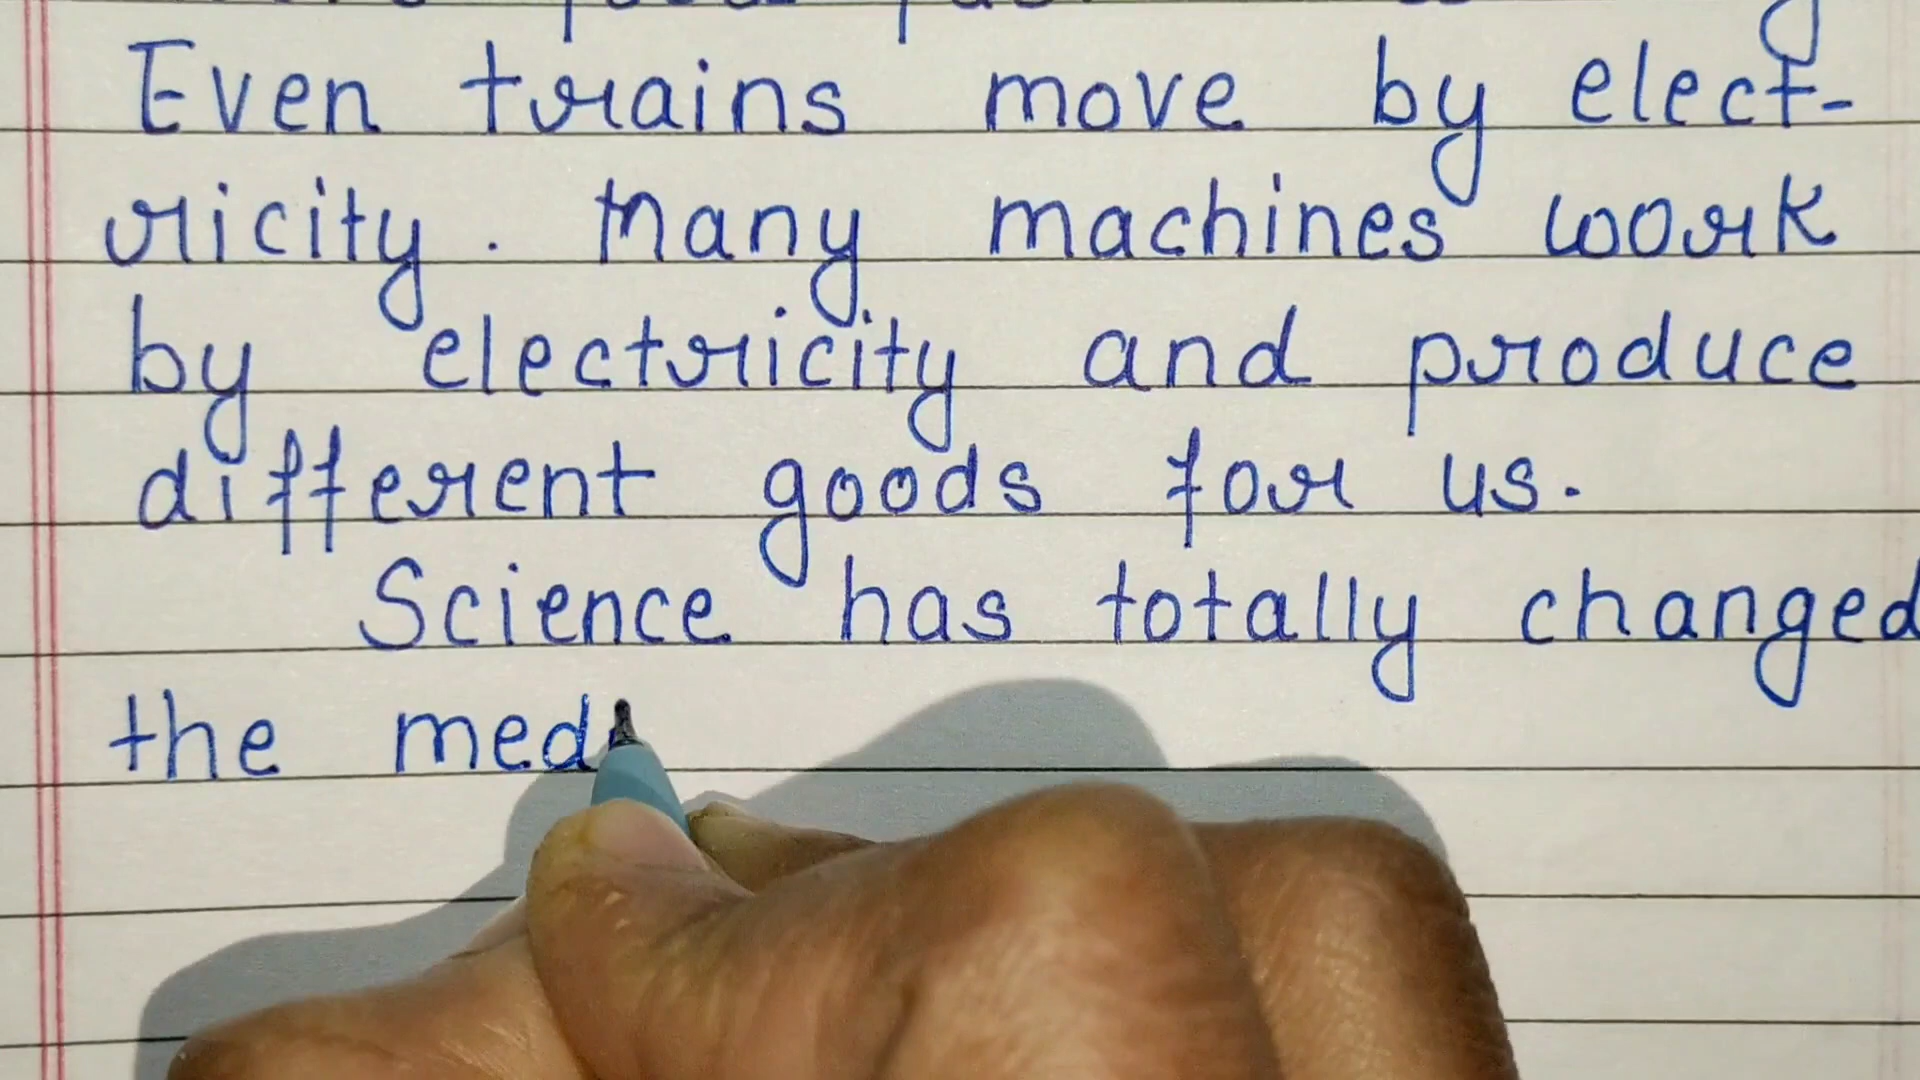 Even trains move by elect-
ricity. Many machines work
by electricity and produce
different goods for us.
Science has totally changed
the med